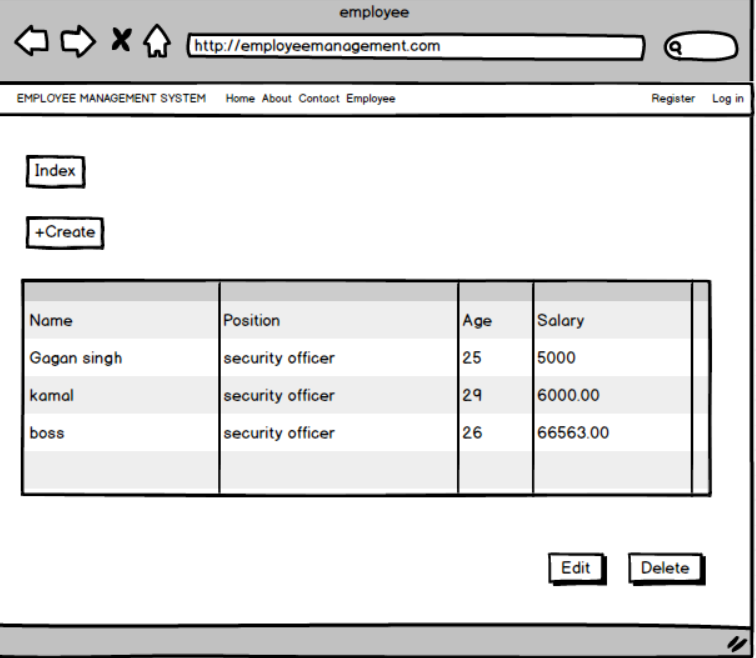 employee
http://employeemanagement.com
EMPLOYEE MANAGEMENT SYSTEM Home About Contact Employee Register Log in
Index
+Create
Name Position Age Salary
Gagan singh security officer 25 5000
kamal security officer 29 6000.00
boss security officer 26 66563.00
Edit Delete